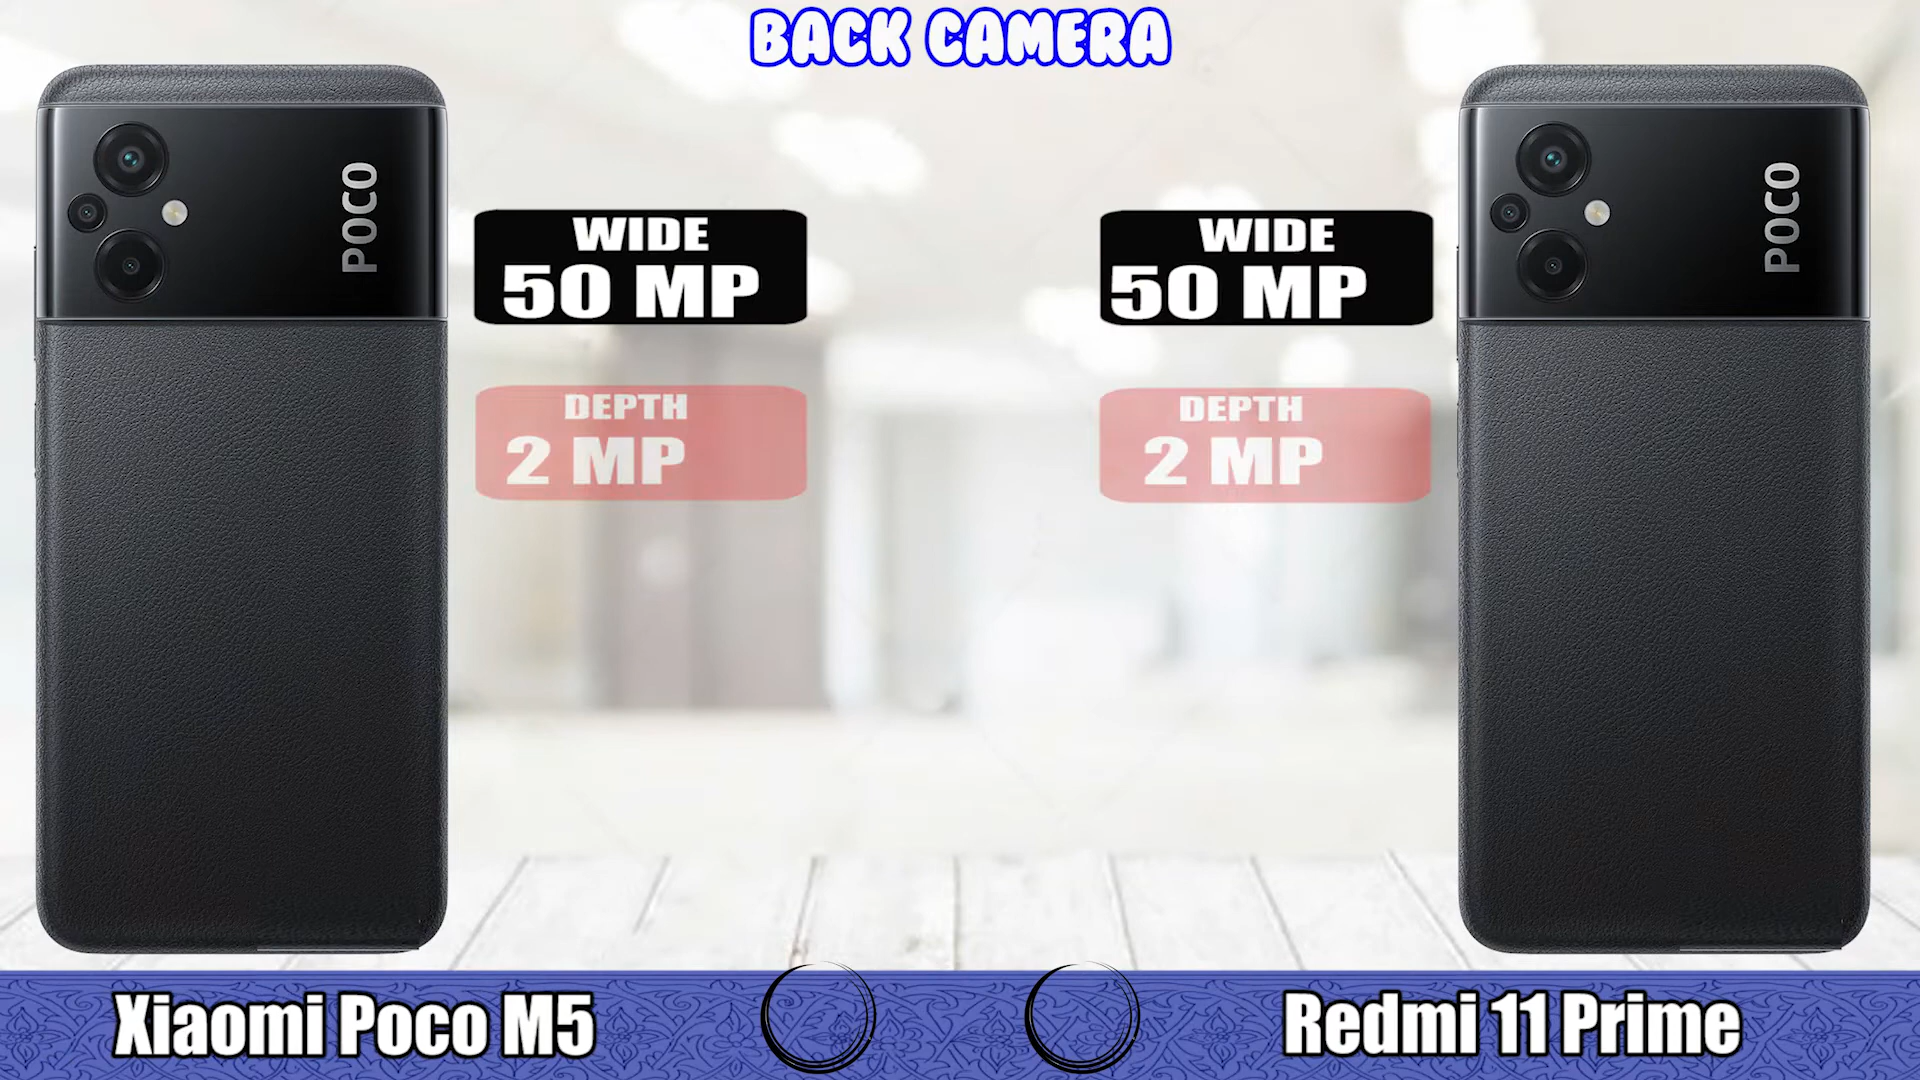 BACK CAMERA
POCO
WIDE
50 MP
DEPTH
2 MP
WIDE
50 MP
DEPTH
2 MP
POCO
Xiaomi Poco M5
Redmi 11 Prime